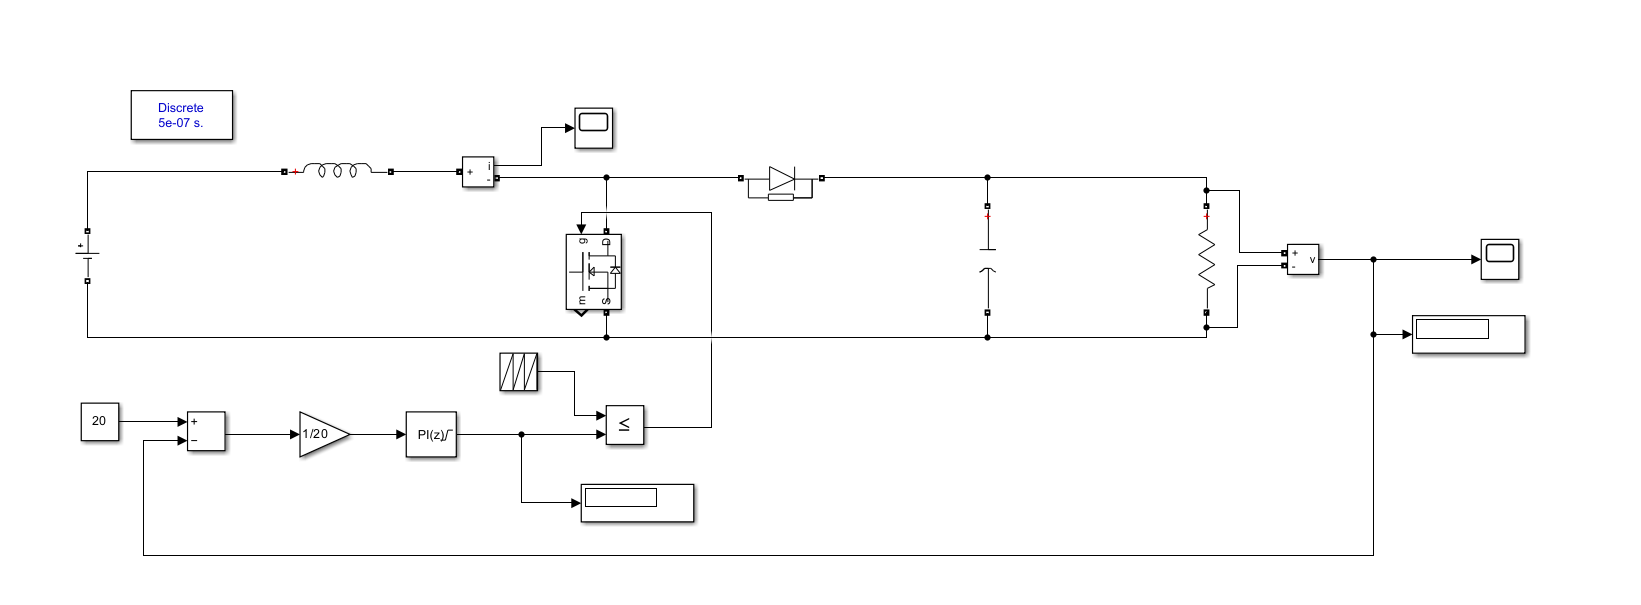 Discrete
5e-07 s.
i
+
-
+
+
g
D
m
S
+
+
+
-
v
20
+
−
1/20
PI(z)
≤